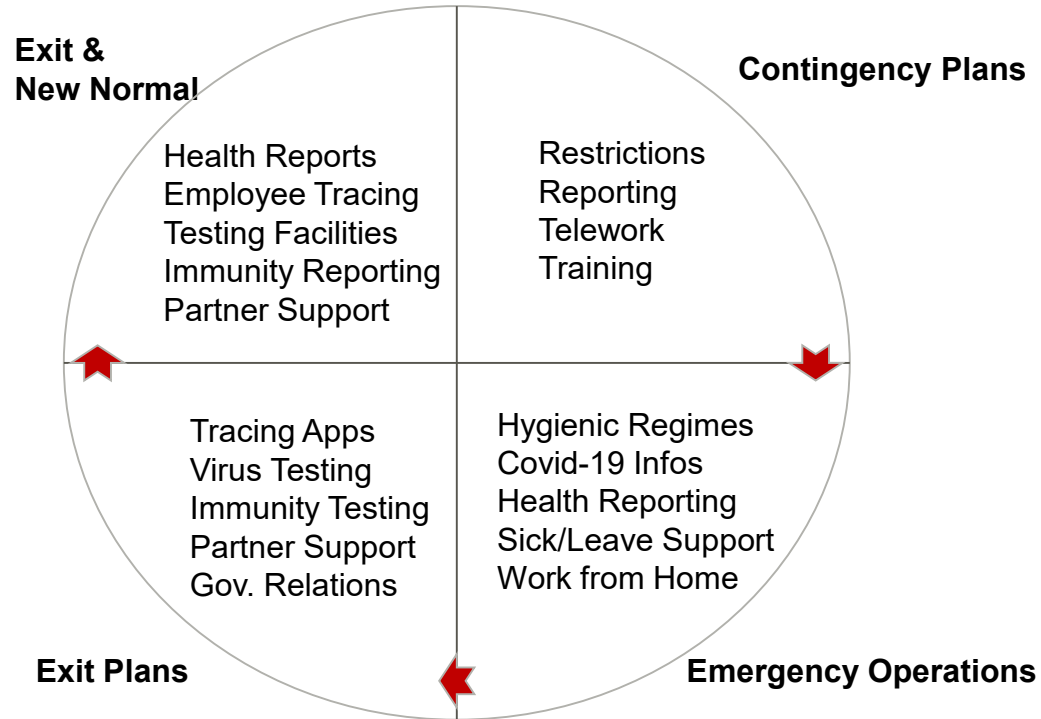 Exit &
New Normal
Health Reports
Employee Tracing
Testing Facilities
Immunity Reporting
Partner Support
Contingency Plans
Restrictions
Reporting
Telework
Training
Tracing Apps
Virus Testing
Immunity Testing
Partner Support
Gov. Relations
Exit Plans
Hygienic Regimes
Covid-19 Infos
Health Reporting
Sick/Leave Support
Work from Home
Emergency Operations